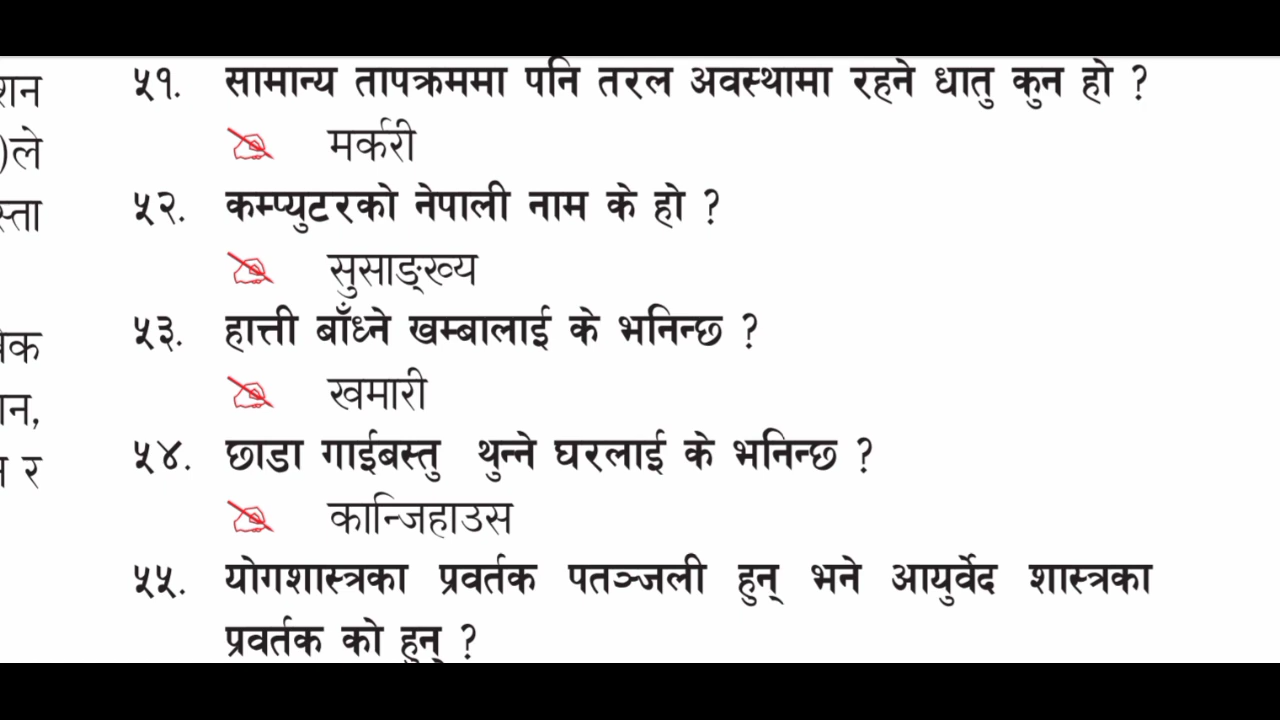 शन
५१. सामान्य तापक्रममा पनि तरल अवस्थामा रहने धातु कुन हो ?
)ले
मर्करी
स्ता
५२. कम्प्युटरको नेपाली नाम के हो ?
सुसाङ्ख्य
५३. हात्ती बाँध्ने खम्बालाई के भनिन्छ ?
खमारी
ान,
५४. छाडा गाईबस्तु थुन्ने घरलाई के भनिन्छ ?
र
कान्जिहाउस
५५. योगशास्त्रका प्रवर्तक पतञ्जली हुन् भने आयुर्वेद शास्त्रका
प्रवर्तक को हुन् ?